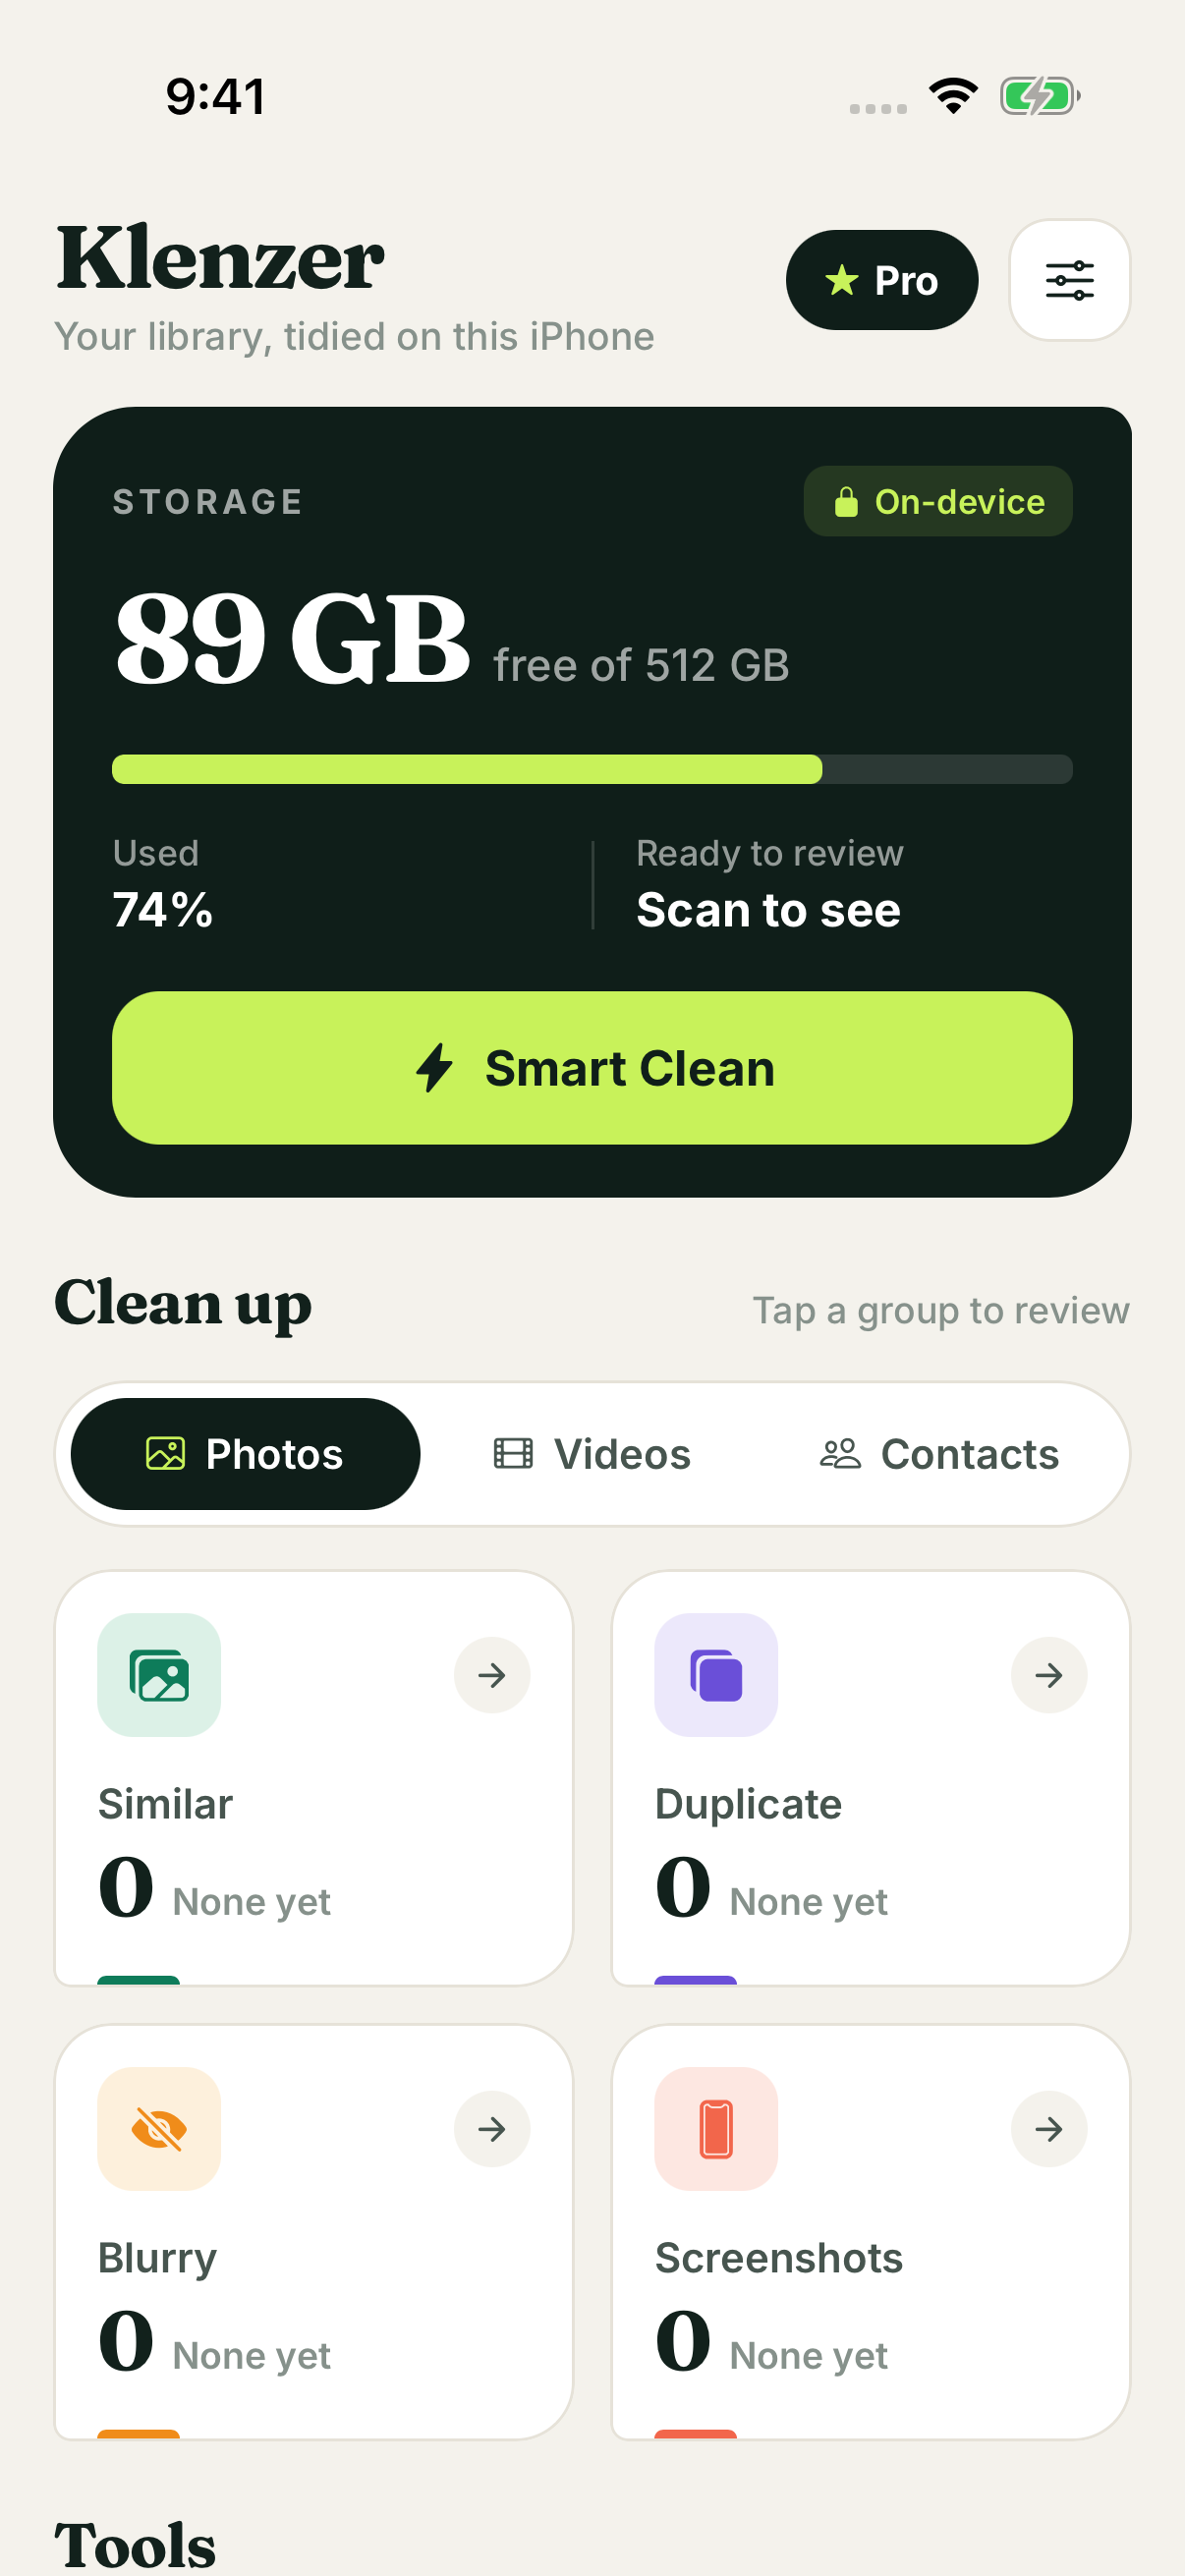 9:41
Klenzer
Your library, tidied on this iPhone
Pro
STORAGE
On-device
89 GB free of 512 GB
Used
74%
Ready to review
Scan to see
Smart Clean
Clean up
Tap a group to review
Photos
Videos
Contacts
Similar
0 None yet
Duplicate
0 None yet
Blurry
0 None yet
Screenshots
0 None yet
Tools